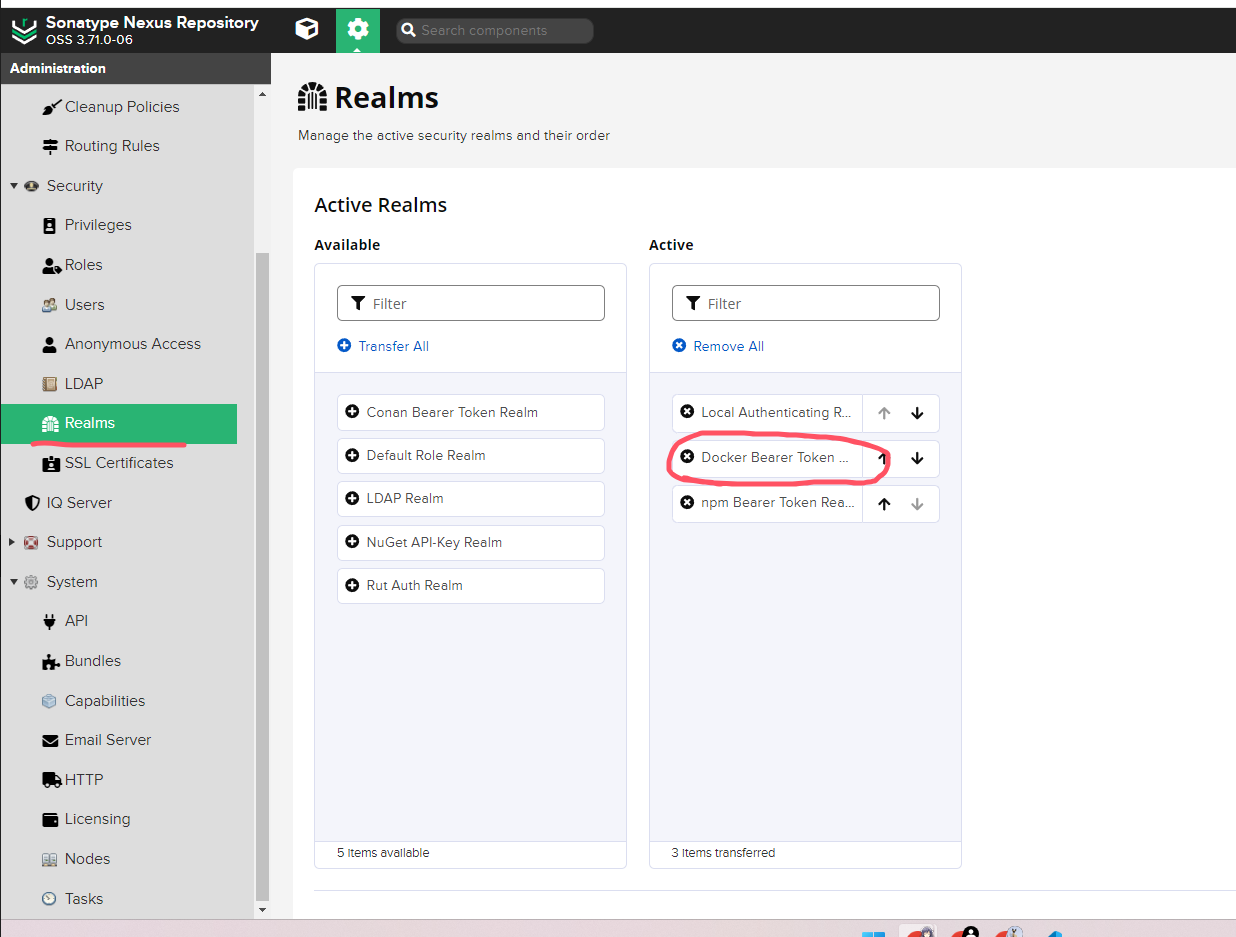 Sonatype Nexus Repository
OSS 3.71.0-06
Search components
Administration
Cleanup Policies
Routing Rules
Security
Privileges
Roles
Users
Anonymous Access
LDAP
Realms
SSL Certificates
IQ Server
Support
System
API
Bundles
Capabilities
Email Server
HTTP
Licensing
Nodes
Tasks
Realms
Manage the active security realms and their order
Active Realms
Available
Filter
Transfer All
Conan Bearer Token Realm
Default Role Realm
LDAP Realm
NuGet API-Key Realm
Rut Auth Realm
5 items available
Active
Filter
Remove All
Local Authenticating R...
Docker Bearer Token ...
npm Bearer Token Rea...
3 items transferred